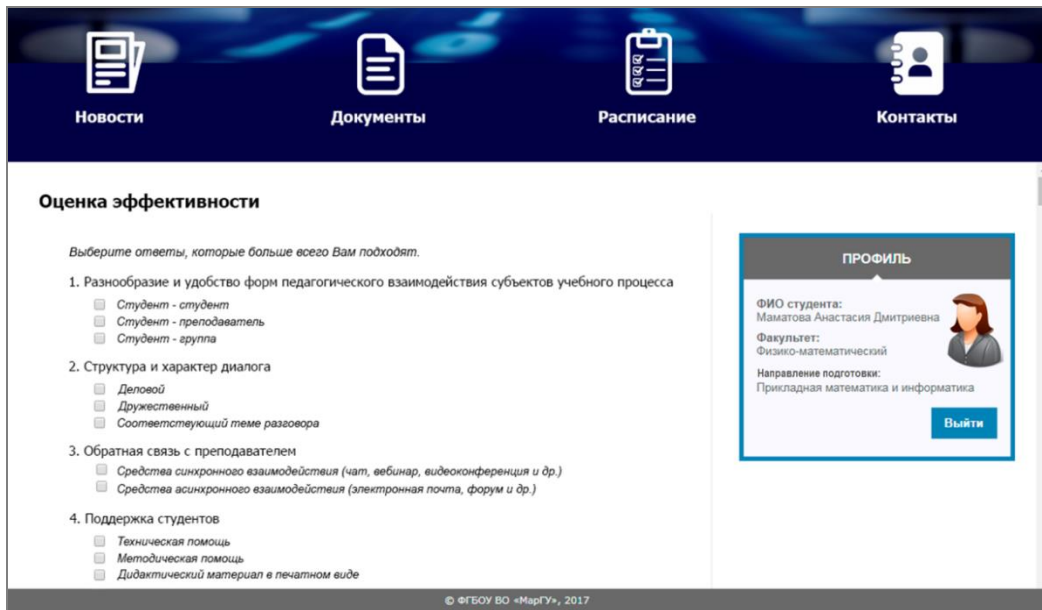 Новости
Документы
Расписание
Контакты
Оценка эффективности
Выберите ответы, которые больше всего Вам подходят.
1. Разнообразие и удобство форм педагогического взаимодействия субъектов учебного процесса
Студент - студент
Студент - преподаватель
Студент - группа
2. Структура и характер диалога
Деловой
Дружественный
Соответствующий теме разговора
3. Обратная связь с преподавателем
Средства синхронного взаимодействия (чат, вебинар, видеоконференция и др.)
Средства асинхронного взаимодействия (электронная почта, форум и др.)
4. Поддержка студентов
Техническая помощь
Методическая помощь
Дидактический материал в печатном виде
ПРОФИЛЬ
ФИО студента:
Маматова Анастасия Дмитриевна
Факультет:
Физико-математический
Направление подготовки:
Прикладная математика и информатика
Выйти
© ФГБОУ ВО «МарГУ», 2017